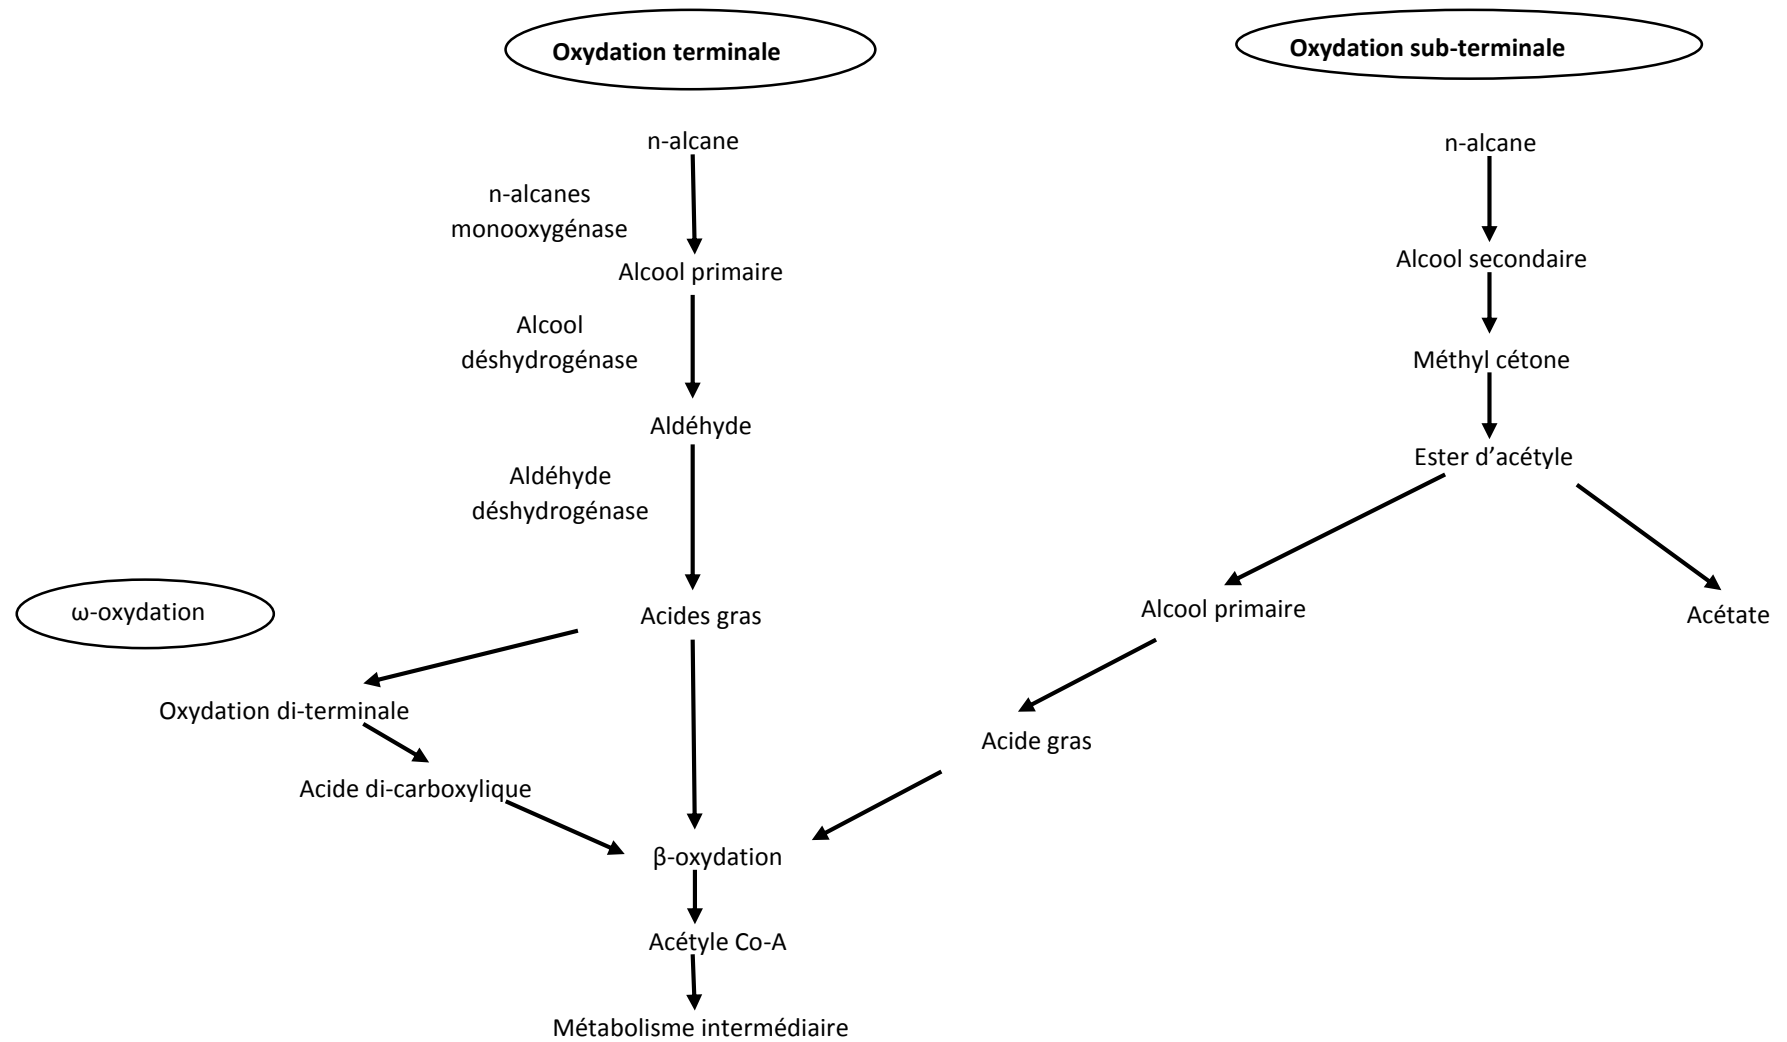 Oxydation terminale
Oxydation sub-terminale
n-alcane
n-alcane
n-alcanes
monooxygénase
Alcool primaire
Alcool secondaire
Alcool
déshydrogénase
Méthyl cétone
Aldéhyde
Ester d’acétyle
Aldéhyde
déshydrogénase
ω-oxydation
Acides gras
Alcool primaire
Acétate
Oxydation di-terminale
Acide gras
Acide di-carboxylique
β-oxydation
Acétyle Co-A
Métabolisme intermédiaire